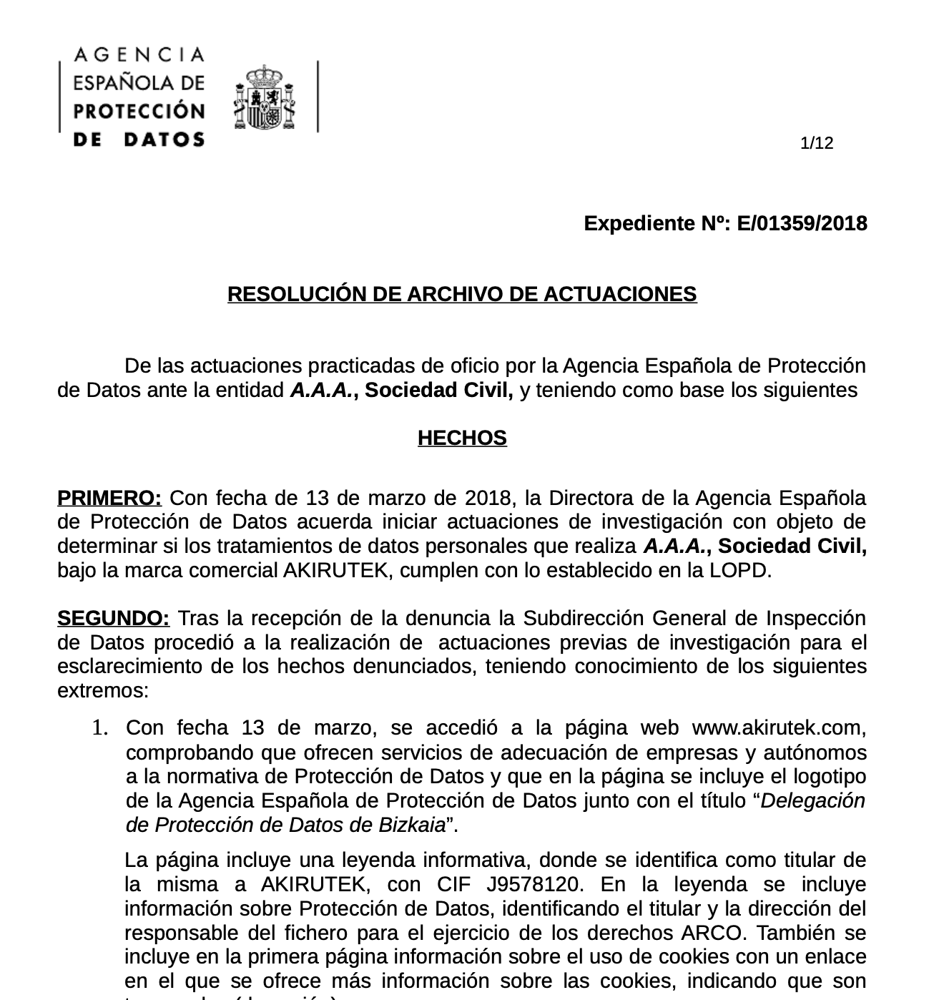 AGENCIA
ESPAÑOLA DE
PROTECCIÓN
DE DATOS
1/12
Expediente Nº: E/01359/2018
RESOLUCIÓN DE ARCHIVO DE ACTUACIONES
De las actuaciones practicadas de oficio por la Agencia Española de Protección
de Datos ante la entidad A.A.A., Sociedad Civil, y teniendo como base los siguientes
HECHOS
PRIMERO: Con fecha de 13 de marzo de 2018, la Directora de la Agencia Española
de Protección de Datos acuerda iniciar actuaciones de investigación con objeto de
determinar si los tratamientos de datos personales que realiza A.A.A., Sociedad Civil,
bajo la marca comercial AKIRUTEK, cumplen con lo establecido en la LOPD.
SEGUNDO: Tras la recepción de la denuncia la Subdirección General de Inspección
de Datos procedió a la realización de actuaciones previas de investigación para el
esclarecimiento de los hechos denunciados, teniendo conocimiento de los siguientes
extremos:
1. Con fecha 13 de marzo, se accedió a la página web www.akirutek.com,
comprobando que ofrecen servicios de adecuación de empresas y autónomos
a la normativa de Protección de Datos y que en la página se incluye el logotipo
de la Agencia Española de Protección de Datos junto con el título “Delegación
de Protección de Datos de Bizkaia”.
La página incluye una leyenda informativa, donde se identifica como titular de
la misma a AKIRUTEK, con CIF J9578120. En la leyenda se incluye
información sobre Protección de Datos, identificando el titular y la dirección del
responsable del fichero para el ejercicio de los derechos ARCO. También se
incluye en la primera página información sobre el uso de cookies con un enlace
en el que se ofrece más información sobre las cookies, indicando que son